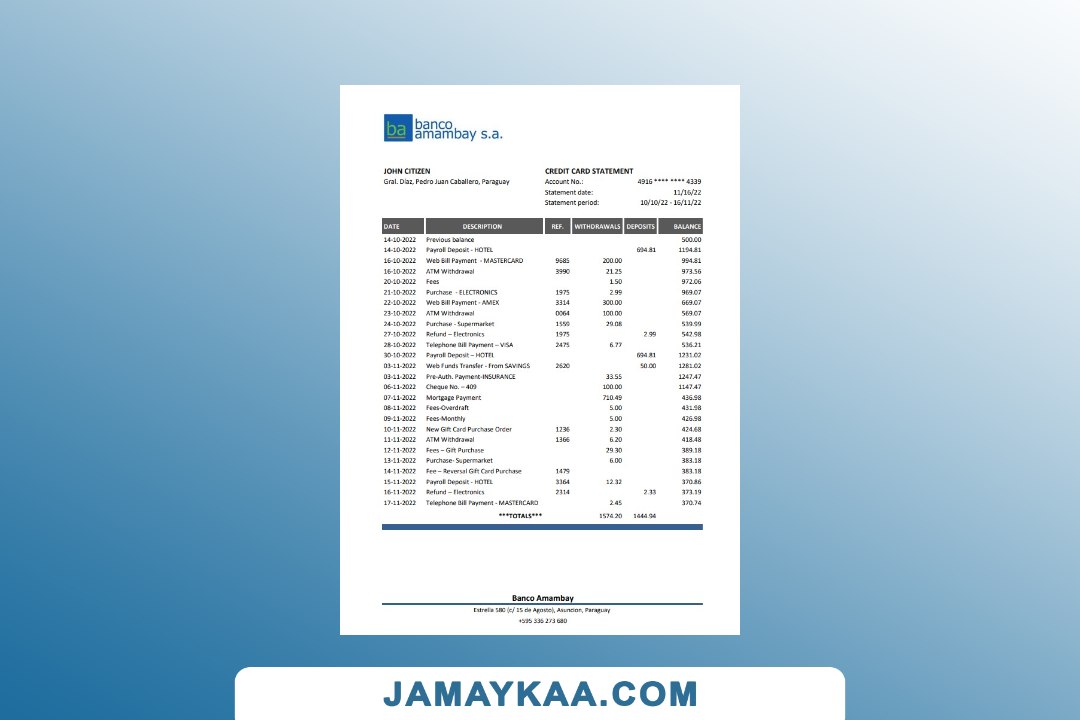 ba banco
amambay s.a.
JOHN CITIZEN CREDIT CARD STATEMENT
Gral. Díaz, Pedro Juan Caballero, Paraguay Account No.: 4916 **** **** 4339
Statement date: 11/16/22
Statement period: 10/10/22 - 16/11/22
DATE DESCRIPTION REF. WITHDRAWALS DEPOSITS BALANCE
14-10-2022 Previous balance 500.00
14-10-2022 Payroll Deposit - HOTEL 694.81 1194.81
16-10-2022 Web Bill Payment - MASTERCARD 9685 200.00 994.81
16-10-2022 ATM Withdrawal 3990 21.25 973.56
20-10-2022 Fees 1.50 972.06
21-10-2022 Purchase - ELECTRONICS 1975 2.99 969.07
22-10-2022 Web Bill Payment - AMEX 3314 300.00 669.07
23-10-2022 ATM Withdrawal 0064 100.00 569.07
24-10-2022 Purchase - Supermarket 1559 29.08 539.99
27-10-2022 Refund – Electronics 1975 2.99 542.98
28-10-2022 Telephone Bill Payment – VISA 2475 6.77 536.21
30-10-2022 Payroll Deposit – HOTEL 694.81 1231.02
03-11-2022 Web Funds Transfer - From SAVINGS 2620 50.00 1281.02
03-11-2022 Pre-Auth. Payment-INSURANCE 33.55 1247.47
06-11-2022 Cheque No. – 409 100.00 1147.47
07-11-2022 Mortgage Payment 710.49 436.98
08-11-2022 Fees-Overdraft 5.00 431.98
09-11-2022 Fees-Monthly 5.00 426.98
10-11-2022 New Gift Card Purchase Order 1236 2.30 424.68
11-11-2022 ATM Withdrawal 1366 6.20 418.48
12-11-2022 Fees – Gift Purchase 29.30 389.18
13-11-2022 Purchase- Supermarket 6.00 383.18
14-11-2022 Fee – Reversal Gift Card Purchase 1479 383.18
15-11-2022 Payroll Deposit - HOTEL 3364 12.32 370.86
16-11-2022 Refund – Electronics 2314 2.33 373.19
17-11-2022 Telephone Bill Payment - MASTERCARD 2.45 370.74
***TOTALS*** 1574.20 1444.94
Banco Amambay
Estrella 580 (c/ 15 de Agosto), Asuncion, Paraguay
+595 336 273 680
JAMAYKAA.COM